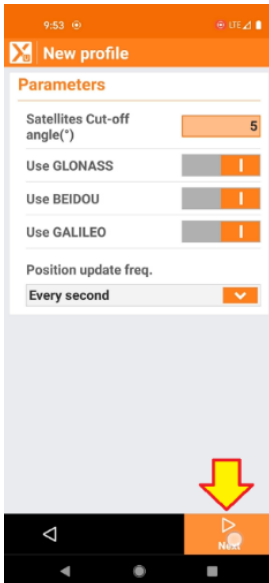 9:53 LTE
New profile
Parameters
Satellites Cut-off
angle(°) 5
Use GLONASS
Use BEIDOU
Use GALILEO
Position update freq.
Every second
Next